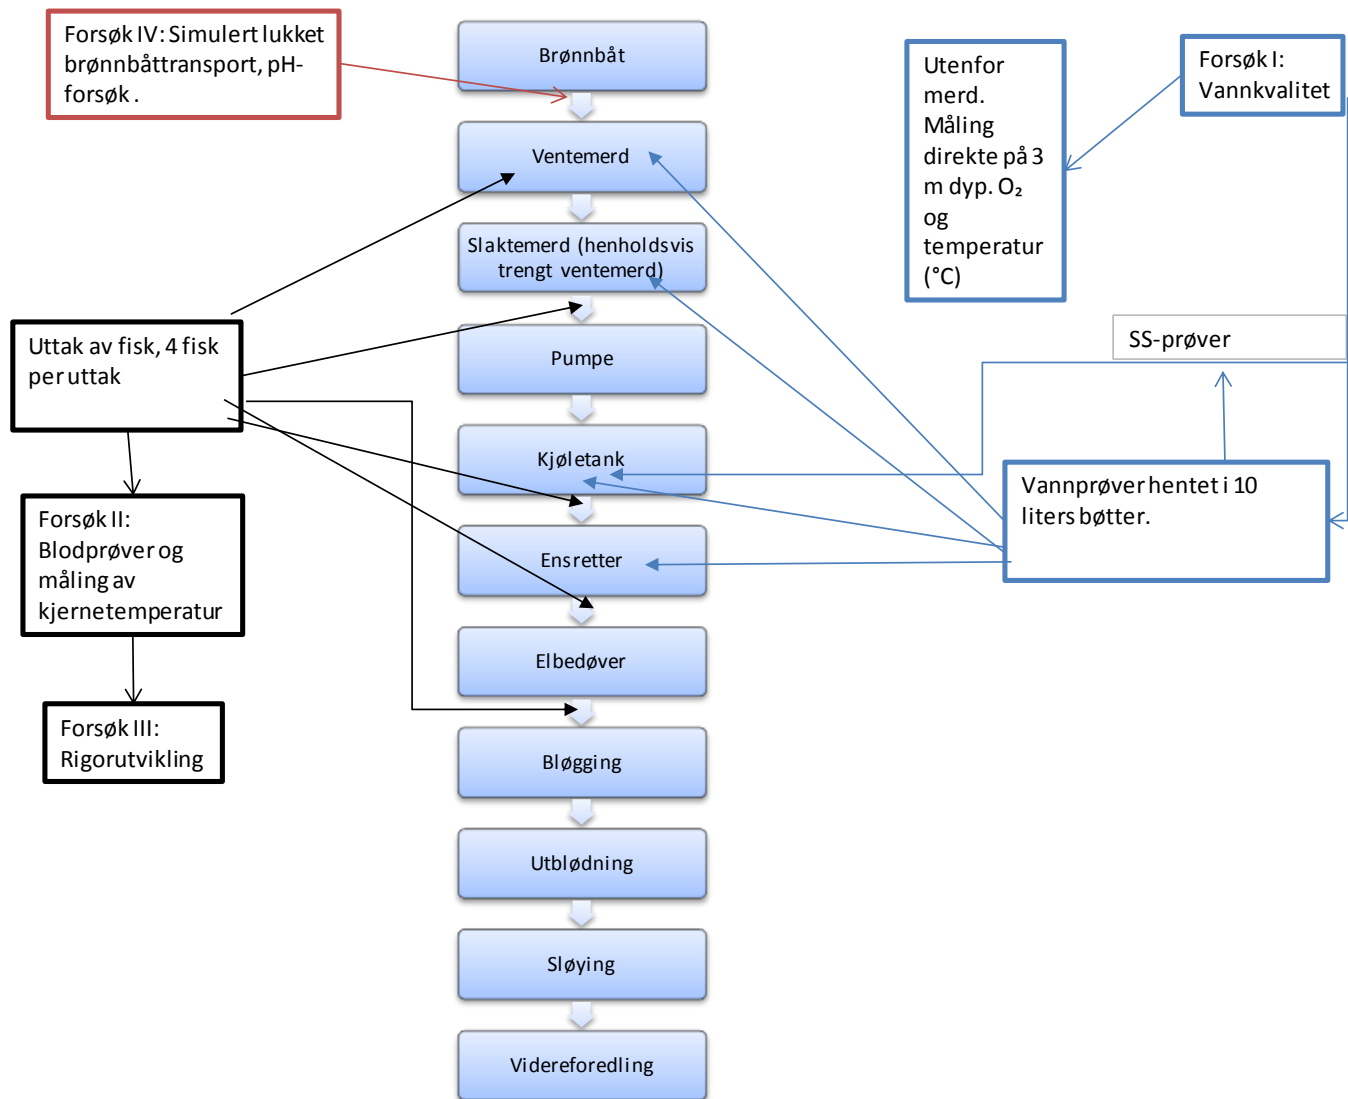 Forsøk IV: Simulert lukket
brønnbåttransport, pH-
forsøk .
Brønnbåt
Ventemerd
Slaktemerd (henholdsvis
trengt ventemerd)
Pumpe
Kjøletank
Ensretter
Elbedøver
Bløgging
Utblødning
Sløying
Videreforedling
Uttak av fisk, 4 fisk
per uttak
Forsøk II:
Blodprøver og
måling av
kjernetemperatur
Forsøk III:
Rigorutvikling
Utenfor
merd.
Måling
direkte på 3
m dyp. O₂
og
temperatur
(°C)
Forsøk I:
Vannkvalitet
SS-prøver
Vannprøver hentet i 10
liters bøtter.